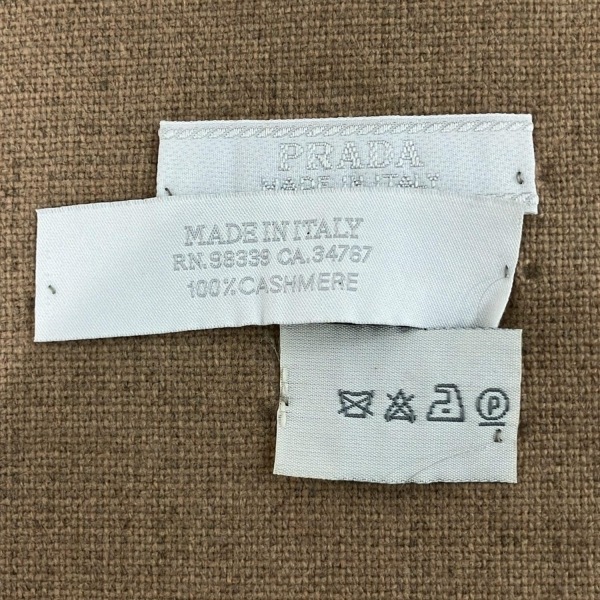 PRADA
MADE IN ITALY
MADE IN ITALY
RN.98339 CA.34767
100% CASHMERE
P